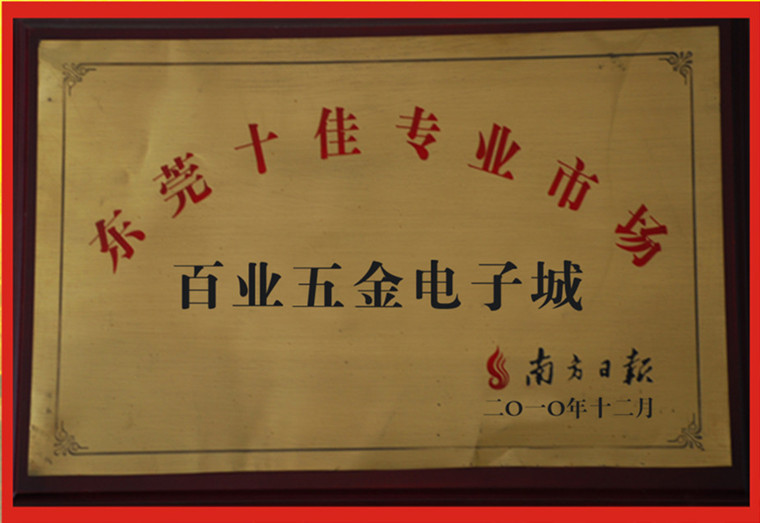 东莞十佳专业市场
百业五金电子城
南方日报
二〇一〇年十二月